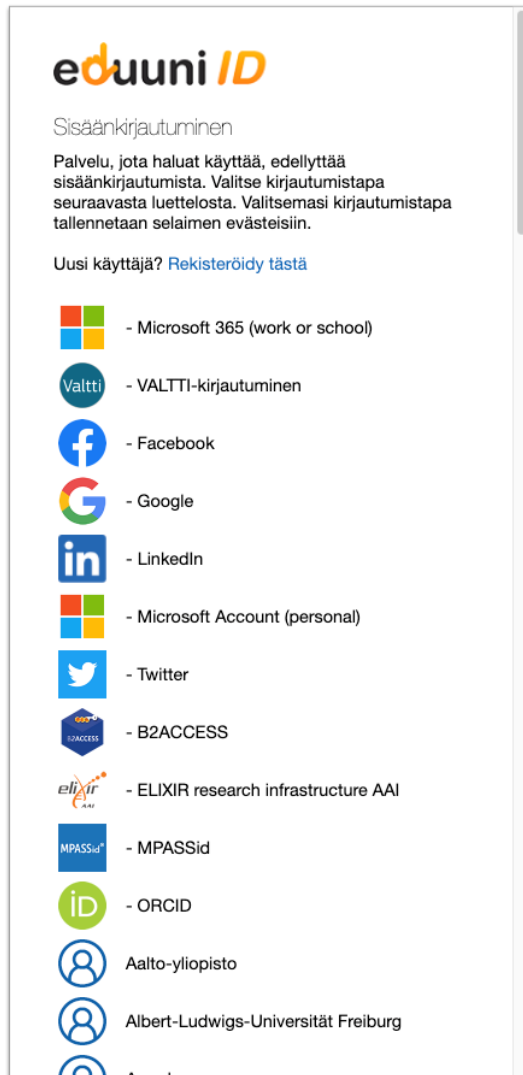 eduuni ID
Sisäänkirjautuminen
Palvelu, jota haluat käyttää, edellyttää
sisäänkirjautumista. Valitse kirjautumistapa
seuraavasta luettelosta. Valitsemasi kirjautumistapa
tallennetaan selaimen evästeisiin.
Uusi käyttäjä? Rekisteröidy tästä
- Microsoft 365 (work or school)
Valtti - VALTTI-kirjautuminen
- Facebook
- Google
in - LinkedIn
- Microsoft Account (personal)
- Twitter
B2ACCESS - B2ACCESS
elixir AAI - ELIXIR research infrastructure AAI
MPASSid - MPASSid
iD - ORCID
Aalto-yliopisto
Albert-Ludwigs-Universität Freiburg